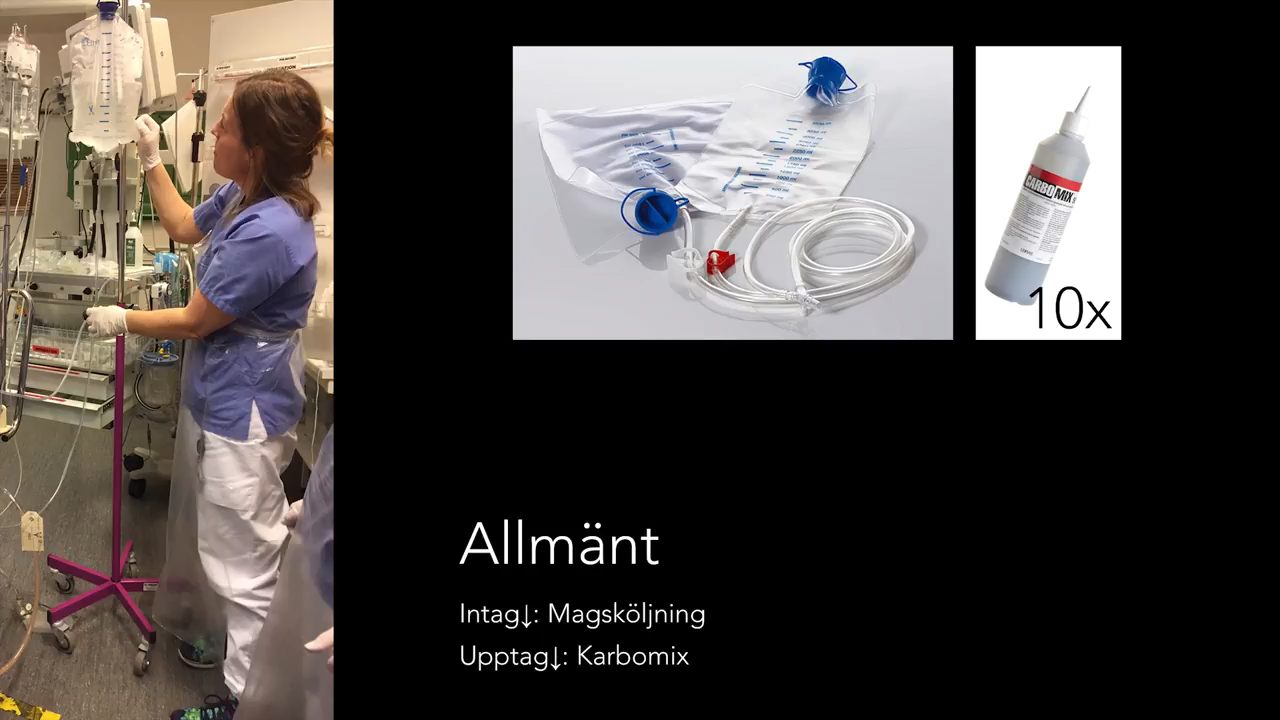 CARBOMIX
10x
Allmänt
Intag↓: Magsköljning
Upptag↓: Karbomix